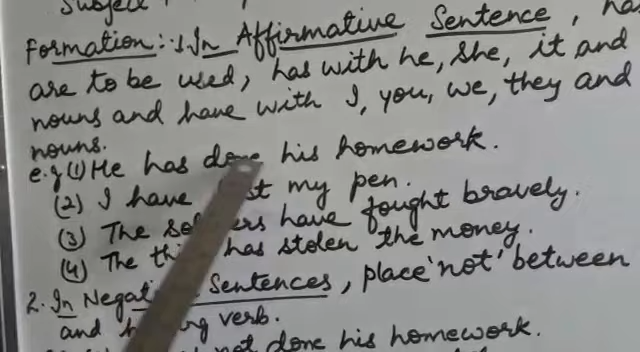 Subject
Formation:- 1. In Affirmative Sentence, has
are to be used, has with he, she, it and
nouns and have with I, you, we, they and
nouns.
e.g (1) He has done his homework.
(2) I have my pen.
(3) The have fought bravely.
(4) The has stolen the money.
2. In Sentences, place 'not' between
and verb.
not done his homework.